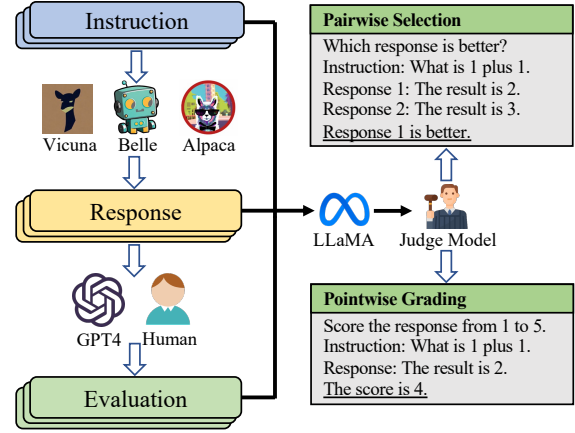 Instruction
Vicuna
Belle
Alpaca
Response
GPT4
Human
Evaluation
LLaMA
Judge Model
Pairwise Selection
Which response is better?
Instruction: What is 1 plus 1.
Response 1: The result is 2.
Response 2: The result is 3.
Response 1 is better.
Pointwise Grading
Score the response from 1 to 5.
Instruction: What is 1 plus 1.
Response: The result is 2.
The score is 4.